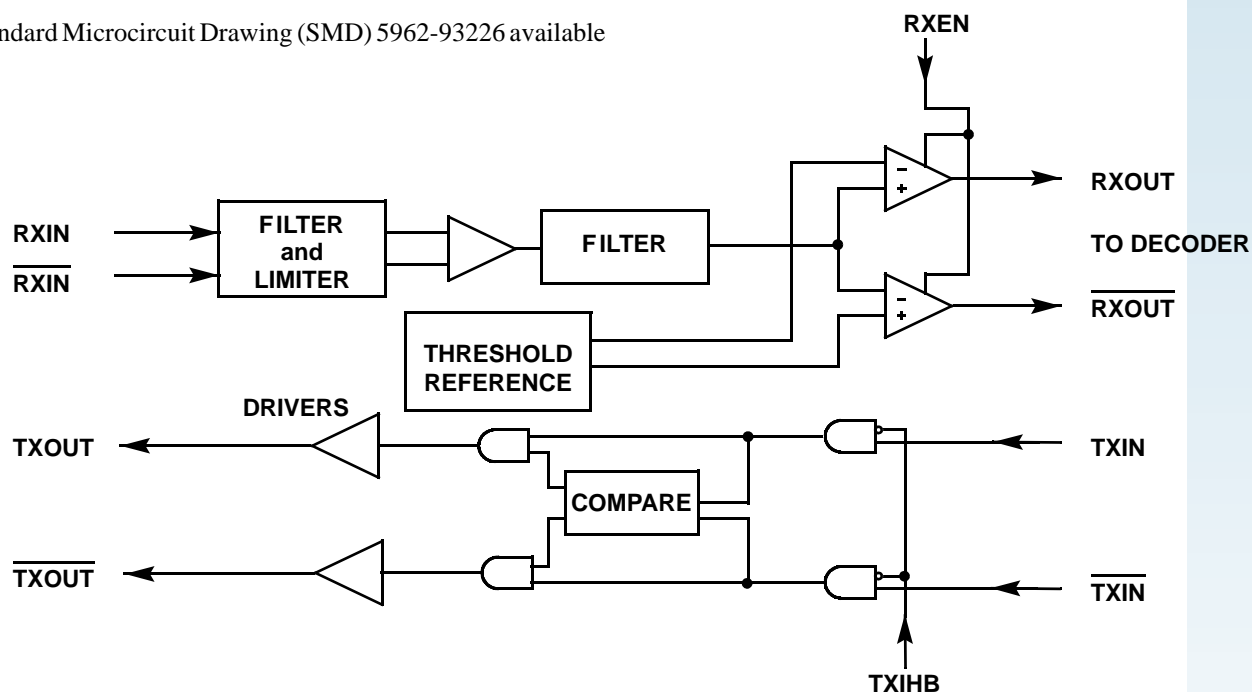 ndard Microcircuit Drawing (SMD) 5962-93226 available
RXEN
RXIN
RXIN
FILTER
and
LIMITER
FILTER
RXOUT
TO DECODER
RXOUT
THRESHOLD
REFERENCE
DRIVERS
TXOUT
TXIN
COMPARE
TXOUT
TXIN
TXIHB